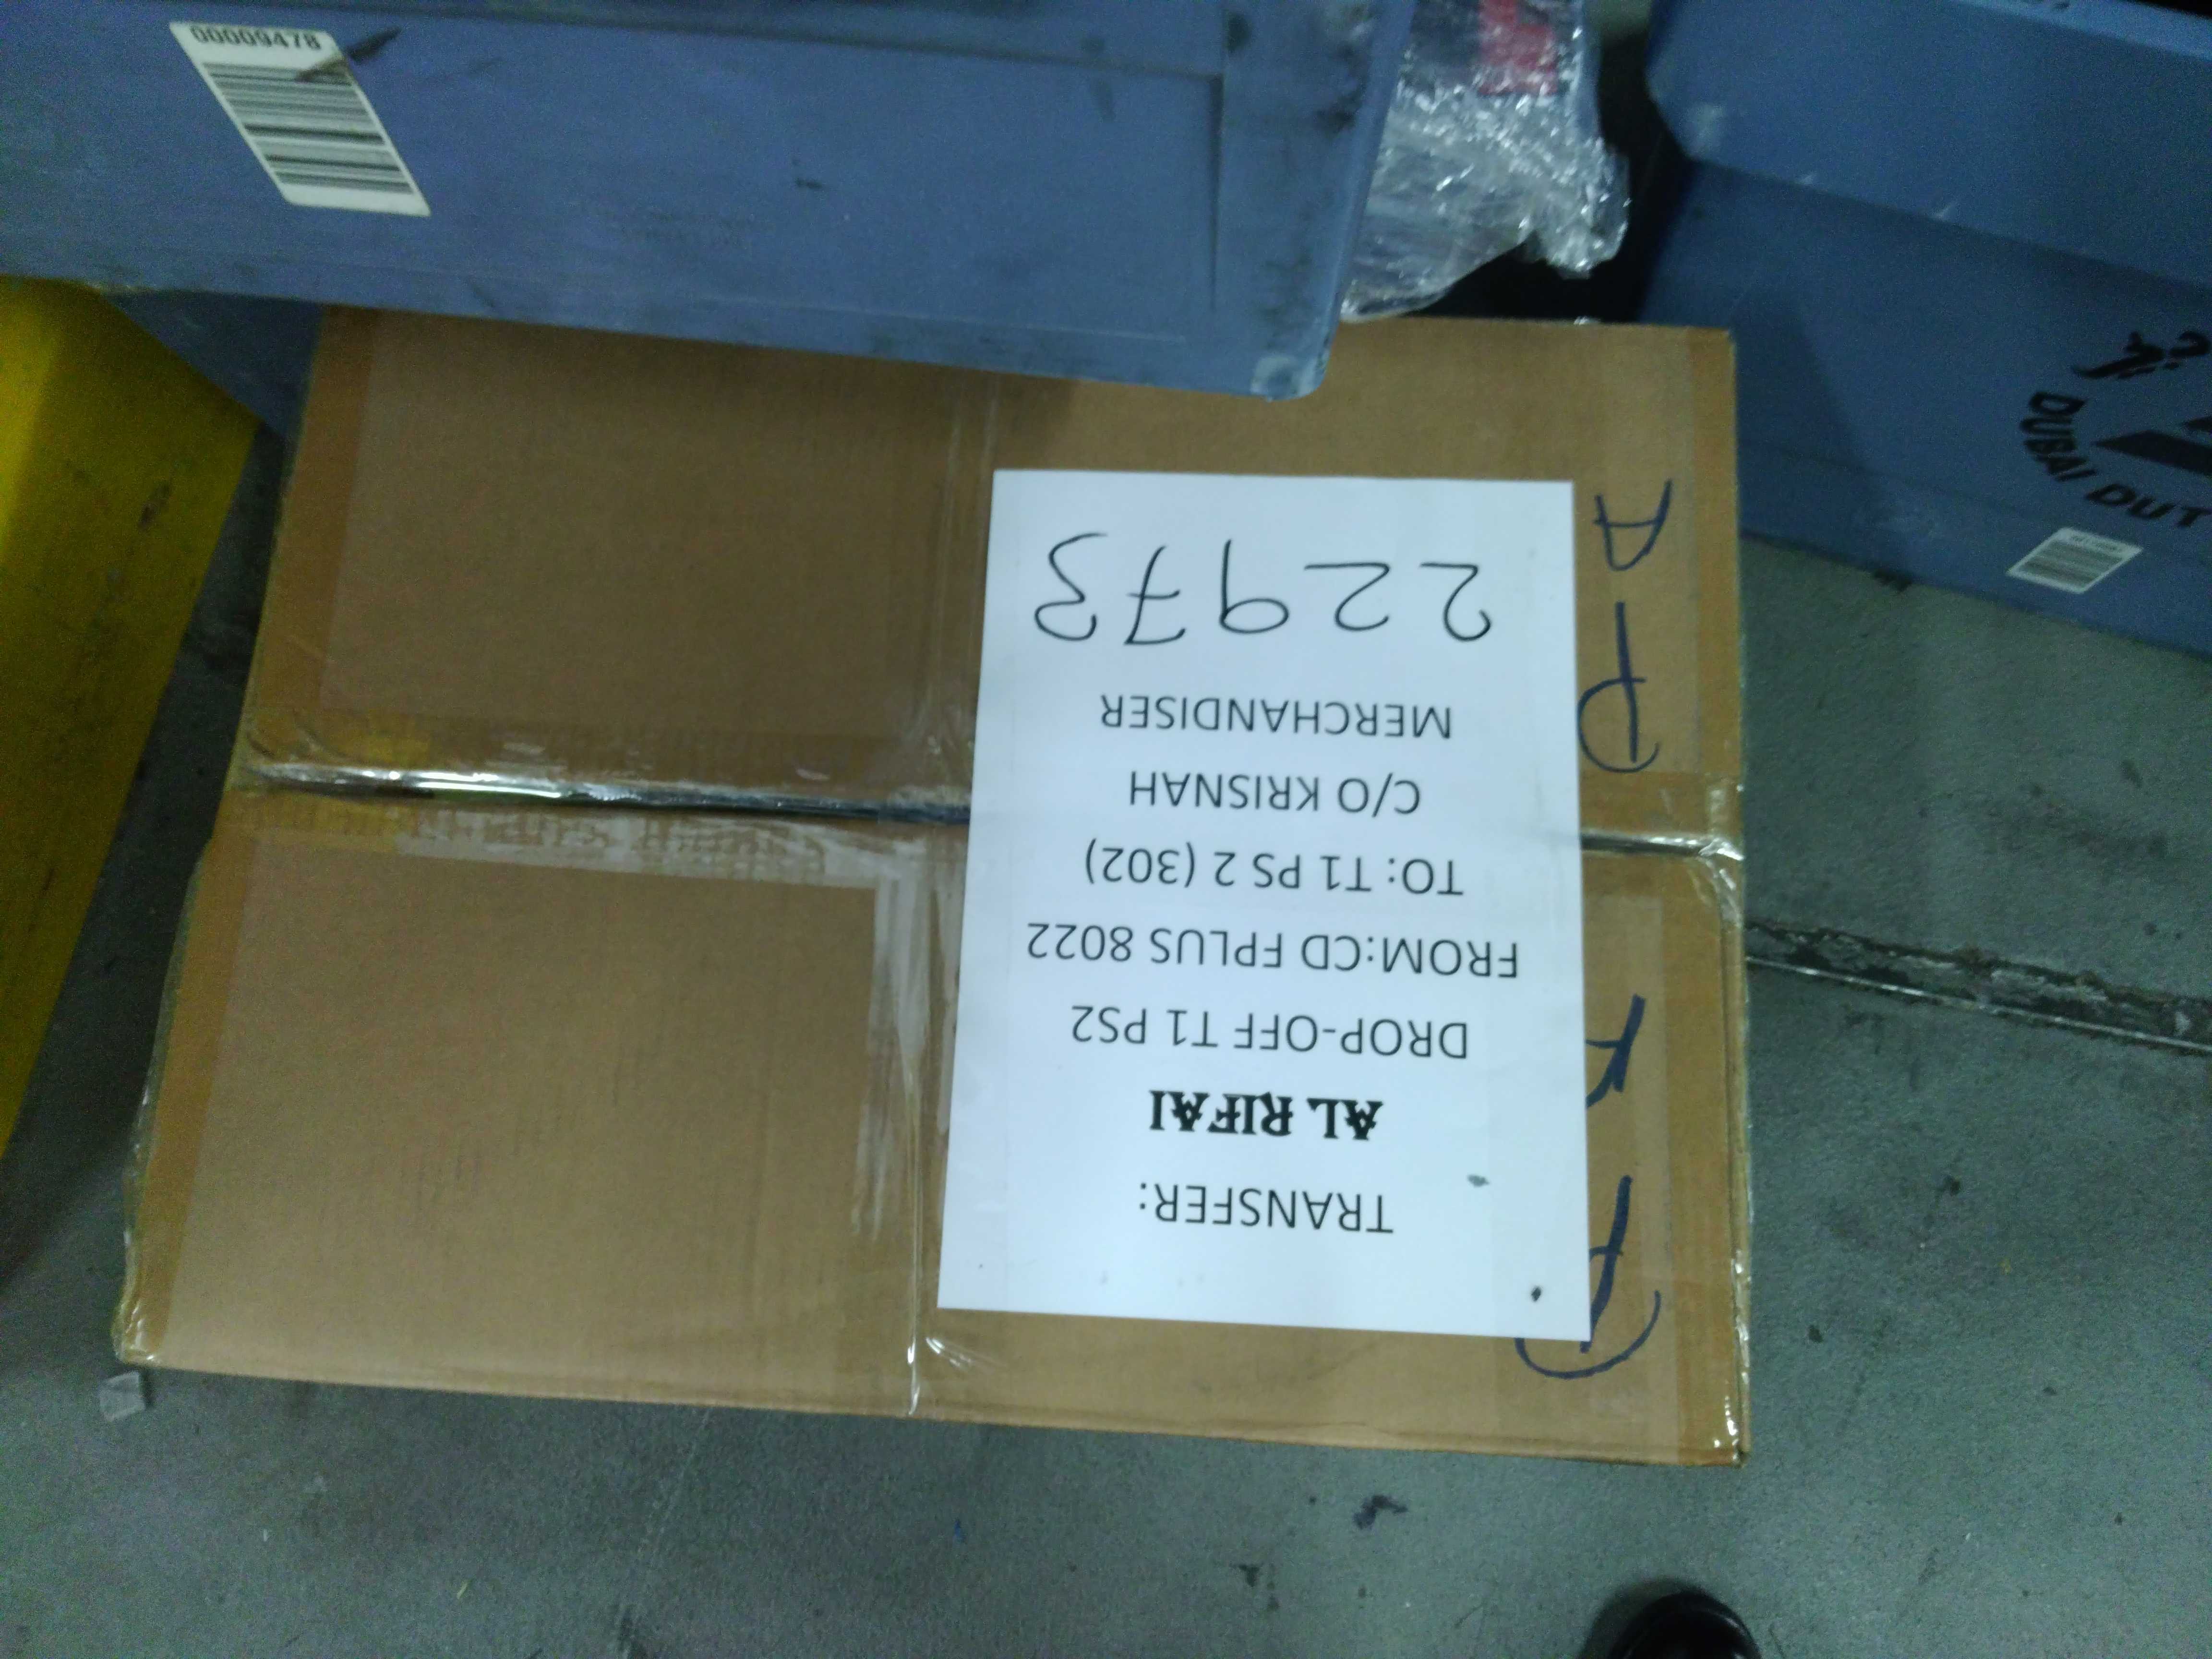 00009478
TRANSFER:
AL RIFAI
DROP-OFF T1 PS2
FROM:CD FPLUS 8022
TO: T1 PS 2 (302)
C/O KRISNAH
MERCHANDISER
22973
DUBAI DUT